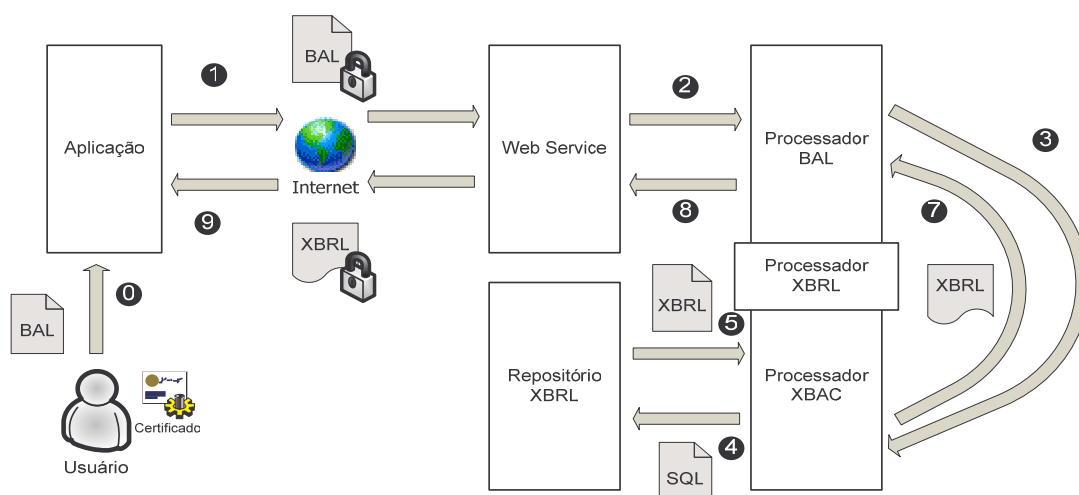 BAL
1
2
3
Aplicação
Web Service
Processador
BAL
Internet
9
8
7
XBRL
0
Processador
XBRL
XBRL
XBRL
5
BAL
Repositório
XBRL
Processador
XBAC
Certificado
4
Usuário
SQL